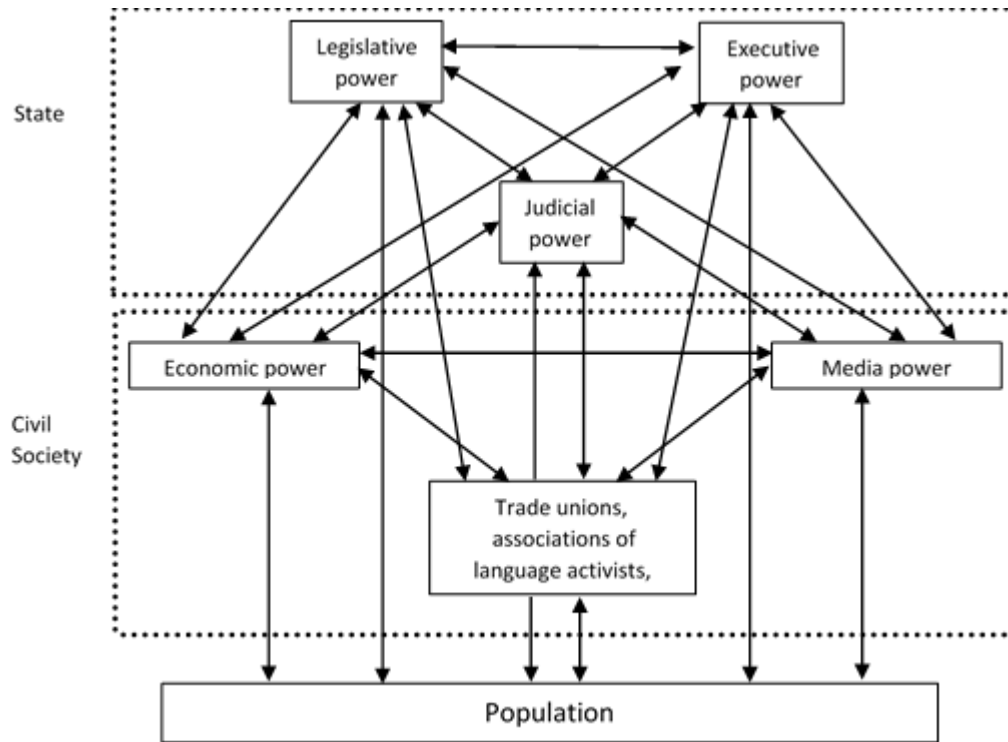 Legislative
power
Executive
power
State
Judicial
power
Economic power
Media power
Civil
Society
Trade unions,
associations of
language activists,
Population